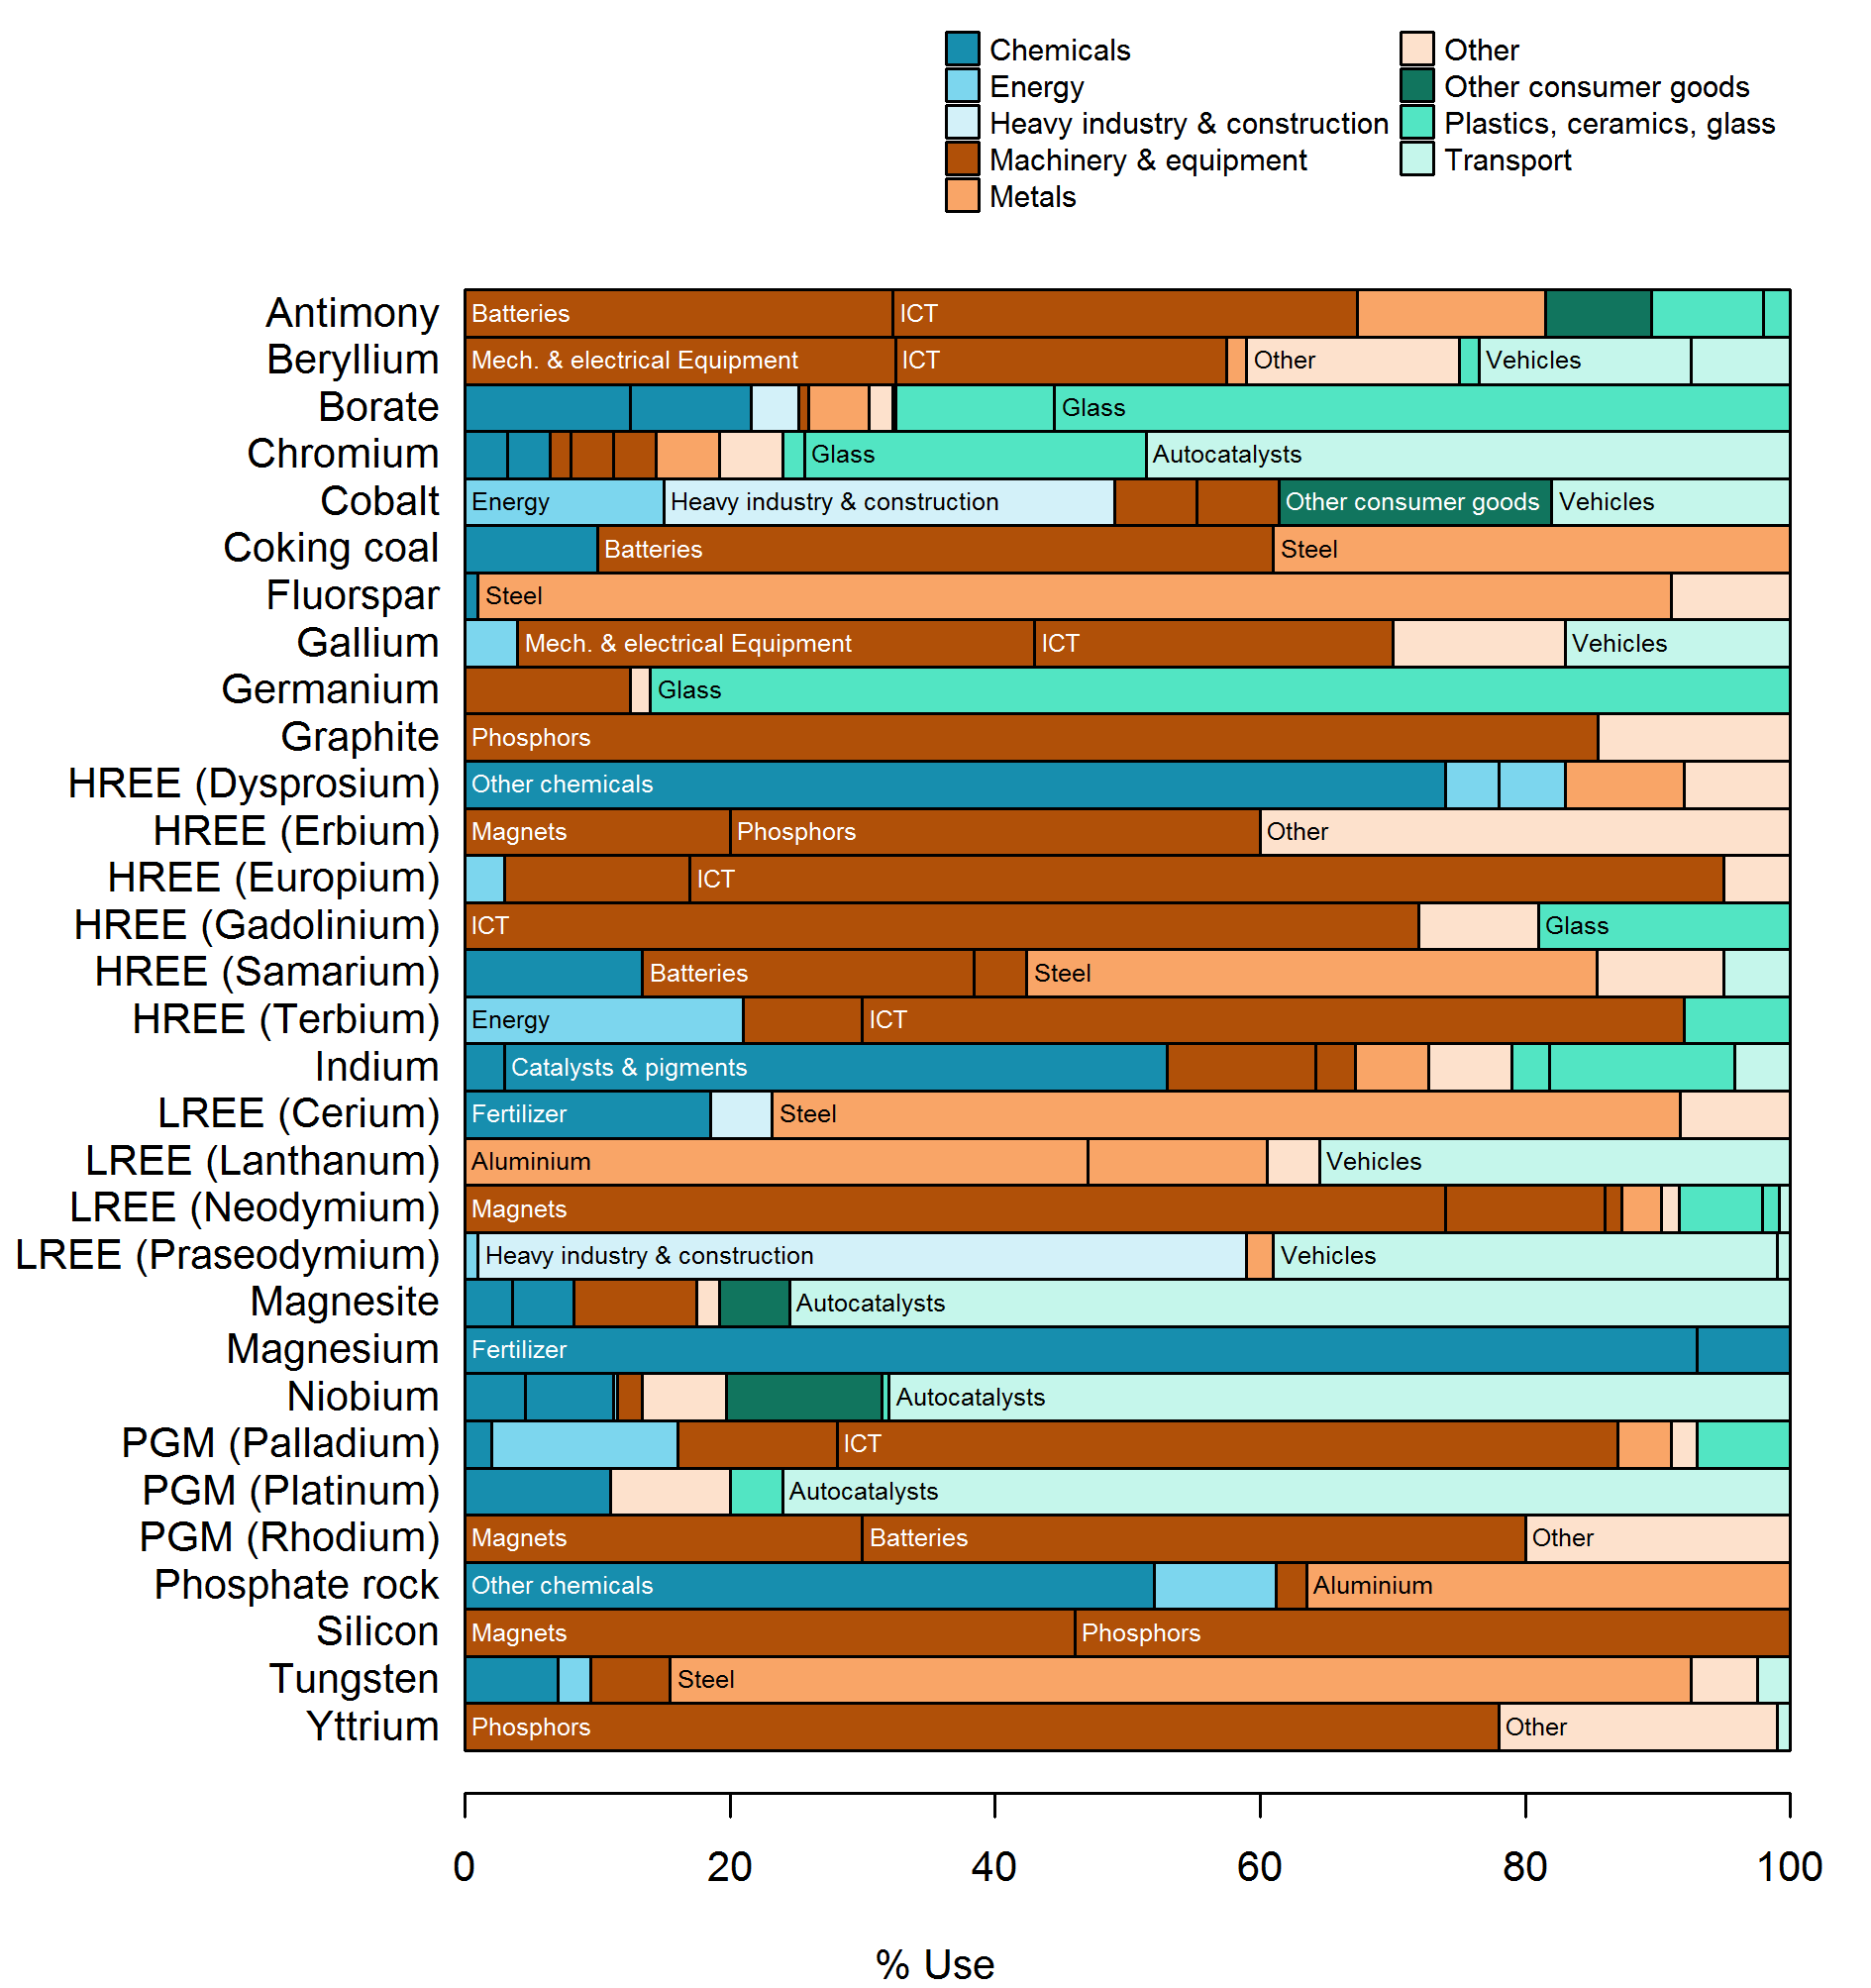 Chemicals
Energy
Heavy industry & construction
Machinery & equipment
Metals
Other
Other consumer goods
Plastics, ceramics, glass
Transport
Antimony Batteries ICT
Beryllium Mech. & electrical Equipment ICT Other Vehicles
Borate Glass
Chromium Glass Autocatalysts
Cobalt Energy Heavy industry & construction Other consumer goods Vehicles
Coking coal Batteries Steel
Fluorspar Steel
Gallium Mech. & electrical Equipment ICT Vehicles
Germanium Glass
Graphite Phosphors
HREE (Dysprosium) Other chemicals
HREE (Erbium) Magnets Phosphors Other
HREE (Europium) ICT
HREE (Gadolinium) ICT Glass
HREE (Samarium) Batteries Steel
HREE (Terbium) Energy ICT
Indium Catalysts & pigments
LREE (Cerium) Fertilizer Steel
LREE (Lanthanum) Aluminium Vehicles
LREE (Neodymium) Magnets
LREE (Praseodymium) Heavy industry & construction Vehicles
Magnesite Autocatalysts
Magnesium Fertilizer
Niobium Autocatalysts
PGM (Palladium) ICT
PGM (Platinum) Autocatalysts
PGM (Rhodium) Magnets Batteries Other
Phosphate rock Other chemicals Aluminium
Silicon Magnets Phosphors
Tungsten Steel
Yttrium Phosphors Other
0 20 40 60 80 100
% Use